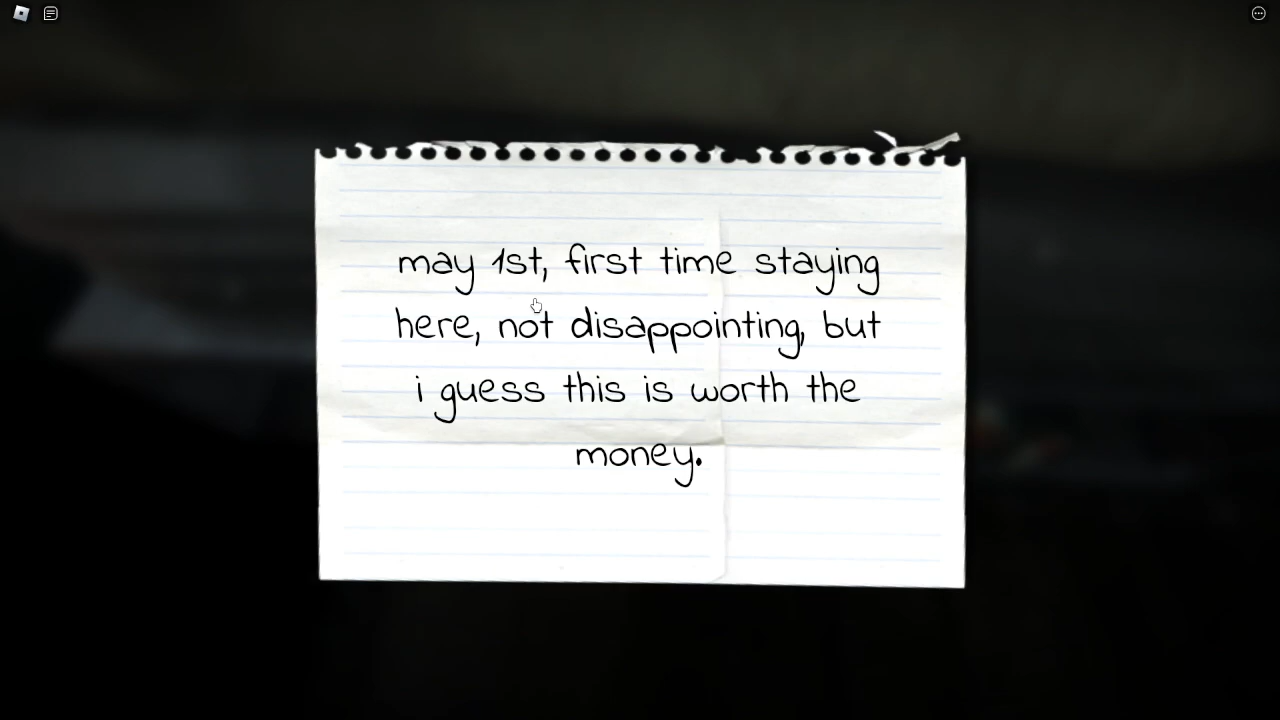 may 1st, first time staying
here, not disappointing, but
i guess this is worth the
money.